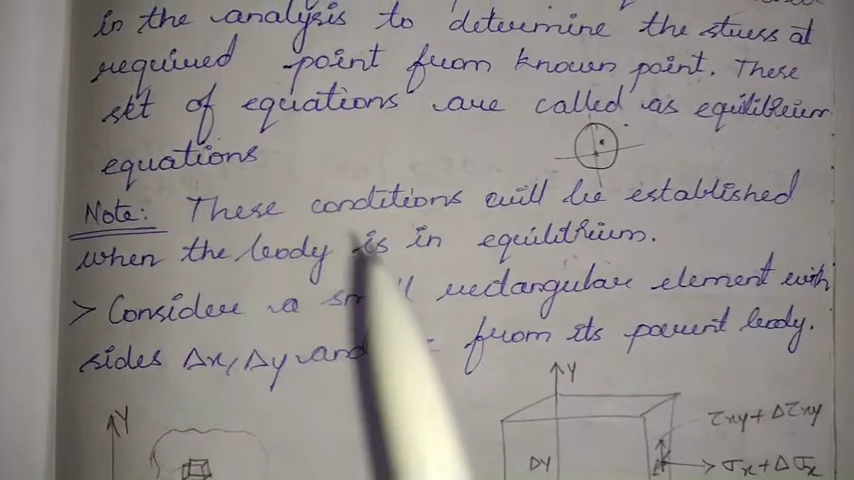 in the analysis to determine the stress at
required point from known point. These
set of equations are called as equilibrium
equations
Note: These conditions will be established
when the body is in equilibrium.
> Consider a small rectangular element with
sides Δx, Δy and from its parent body.
Y
Y
τxy + Δτxy
ΔY
σx + Δσx